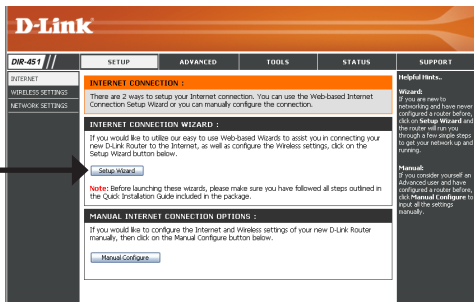 D-Link
DIR-451
SETUP
ADVANCED
TOOLS
STATUS
SUPPORT
INTERNET
WIRELESS SETTINGS
NETWORK SETTINGS
INTERNET CONNECTION :
There are 2 ways to setup your Internet connection. You can use the Web-based Internet
Connection Setup Wizard or you can manually configure the connection.
INTERNET CONNECTION WIZARD :
If you would like to utilize our easy to use Web-based Wizards to assist you in connecting your
new D-Link Router to the Internet, as well as configure the Wireless settings, click on the
Setup Wizard button below.
Setup Wizard
Note: Before launching these wizards, please make sure you have followed all steps outlined in
the Quick Installation Guide included in the package.
MANUAL INTERNET CONNECTION OPTIONS :
If you would like to configure the Internet and Wireless settings of your new D-Link Router
manually, then click on the Manual Configure button below.
Manual Configure
Helpful Hints..
Wizard:
If you are new to
networking and have never
configured a router before,
click on Setup Wizard and
the router will run you
through a few simple steps
to get your network up and
running.
Manual:
If you consider yourself an
Advanced user and have
configured a router before,
click Manual Configure to
input all the settings
manually.